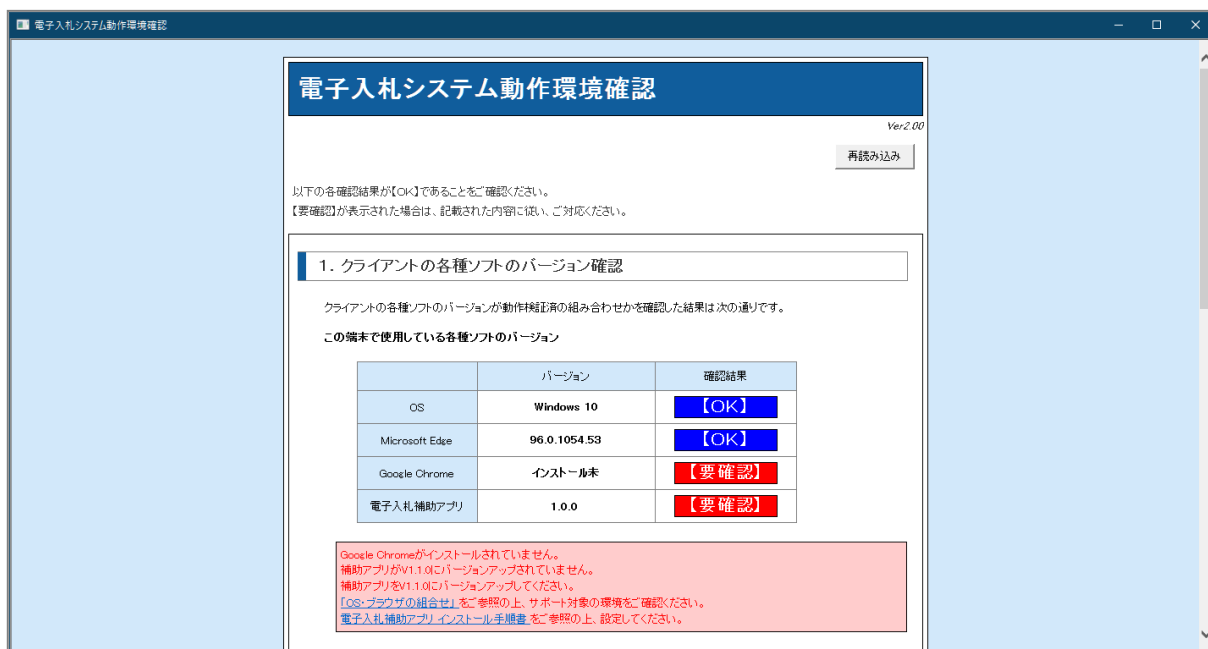 電子入札システム動作環境確認
電子入札システム動作環境確認
Ver2.00
再読み込み
以下の各確認結果が【OK】であることをご確認ください。
【要確認】が表示された場合は、記載された内容に従い、ご対応ください。
1. クライアントの各種ソフトのバージョン確認
クライアントの各種ソフトのバージョンが動作検証済の組み合わせかを確認した結果は次の通りです。
この端末で使用している各種ソフトのバージョン
バージョン 確認結果
OS Windows 10 【OK】
Microsoft Edge 96.0.1054.53 【OK】
Google Chrome インストール未 【要確認】
電子入札補助アプリ 1.0.0 【要確認】
Google Chromeがインストールされていません。
補助アプリがV1.1.0にバージョンアップされていません。
補助アプリをV1.1.0にバージョンアップしてください。
「OS・ブラウザの組合せ」をご参照の上、サポート対象の環境をご確認ください。
電子入札補助アプリ インストール手順書をご参照の上、設定してください。